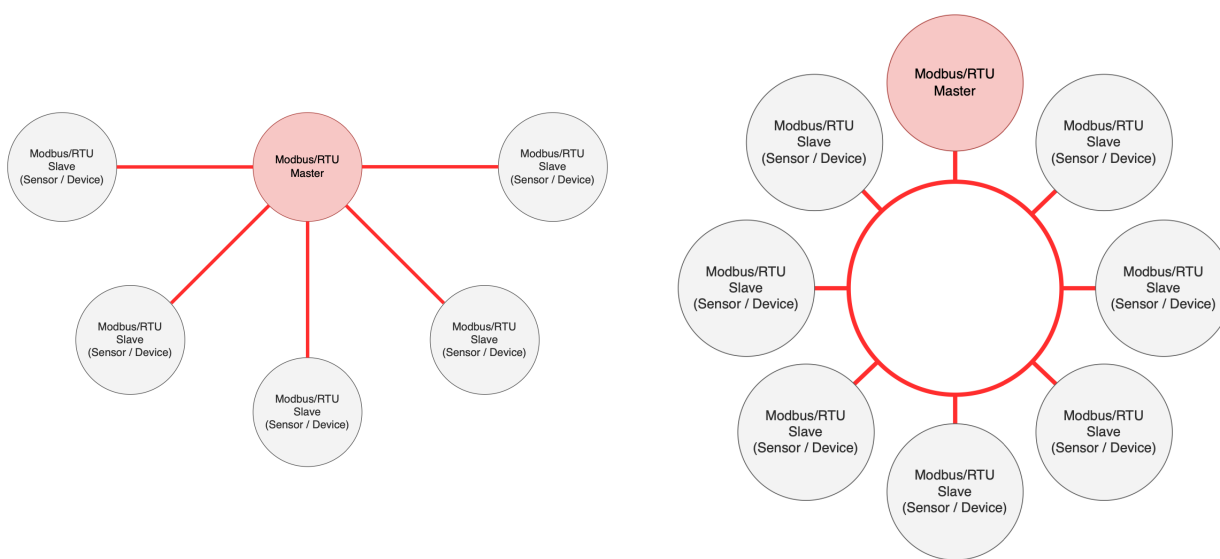 Modbus/RTU
Slave
(Sensor / Device)
Modbus/RTU
Master
Modbus/RTU
Slave
(Sensor / Device)
Modbus/RTU
Slave
(Sensor / Device)
Modbus/RTU
Slave
(Sensor / Device)
Modbus/RTU
Slave
(Sensor / Device)
Modbus/RTU
Master
Modbus/RTU
Slave
(Sensor / Device)
Modbus/RTU
Slave
(Sensor / Device)
Modbus/RTU
Slave
(Sensor / Device)
Modbus/RTU
Slave
(Sensor / Device)
Modbus/RTU
Slave
(Sensor / Device)
Modbus/RTU
Slave
(Sensor / Device)
Modbus/RTU
Slave
(Sensor / Device)